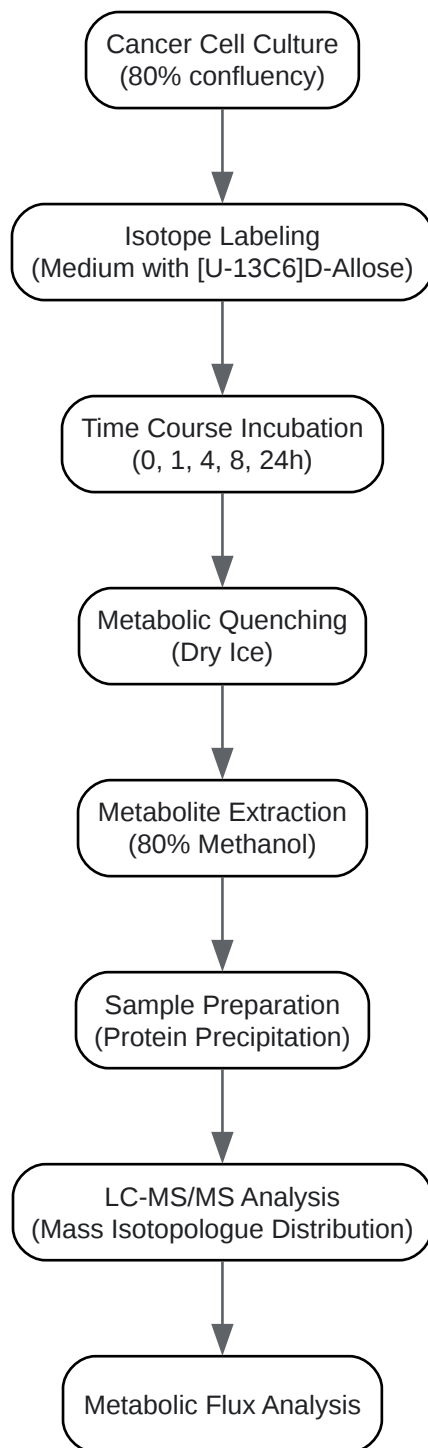 Cancer Cell Culture
(80% confluency)
Isotope Labeling
(Medium with [U-13C6]D-Allose)
Time Course Incubation
(0, 1, 4, 8, 24h)
Metabolic Quenching
(Dry Ice)
Metabolite Extraction
(80% Methanol)
Sample Preparation
(Protein Precipitation)
LC-MS/MS Analysis
(Mass Isotopologue Distribution)
Metabolic Flux Analysis